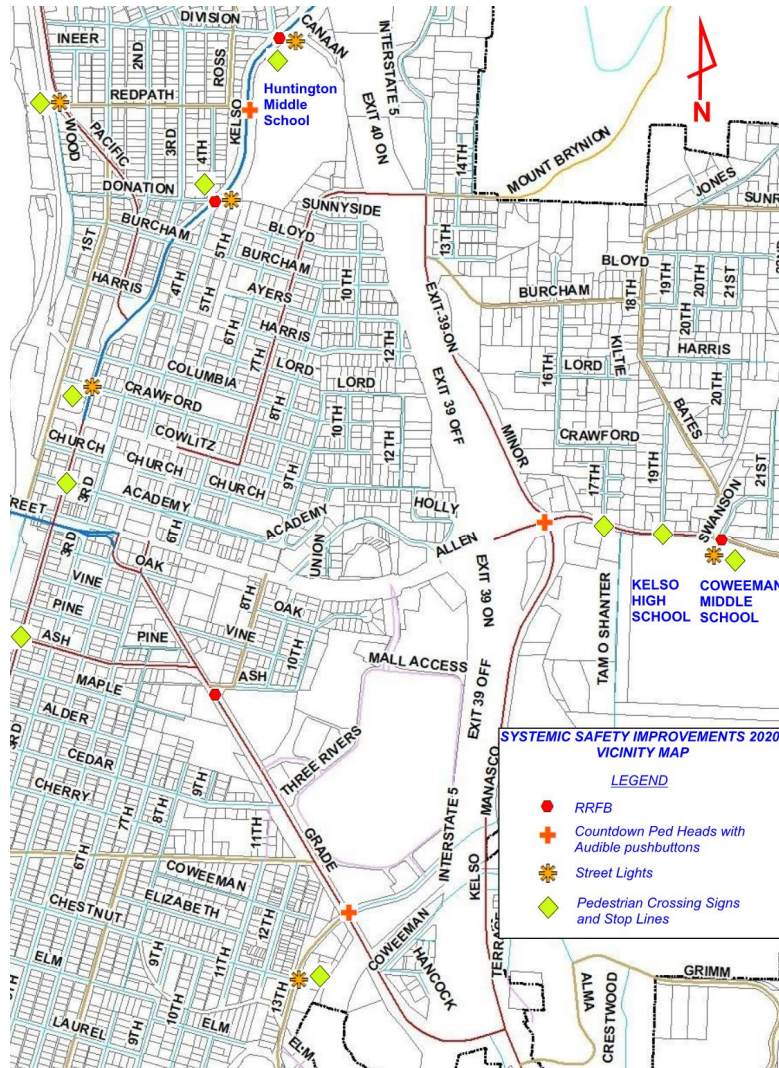 DIVISION
CANAAN
INEER
2ND
ROSS
INTERSTATE 5
Huntington
Middle
School
N
REDPATH
KELSO
EXIT 40 ON
WOOD
PACIFIC
3RD
4TH
14TH
MOUNT BRYNION
JONES
DONATION
SUNNYSIDE
SUNR
BURCHAM
BLOYD
1ST
5TH
BURCHAM
13TH
BLOYD
19TH
20TH
21ST
HARRIS
4TH
5TH
AYERS
10TH
EXIT 39 ON
BURCHAM
18TH
20TH
6TH
HARRIS
7TH
12TH
KILTIE
HARRIS
COLUMBIA
LORD
LORD
16TH
LORD
20TH
CRAWFORD
8TH
EXIT 39 OFF
BATES
COWLITZ
10TH
MINOR
CHURCH
CHURCH
CHURCH
9TH
12TH
CRAWFORD
21ST
3RD
ACADEMY
HOLLY
17TH
19TH
SWANSON
REET
3RD
6TH
ACADEMY
UNION
ALLEN
OAK
EXIT 39 ON
VINE
8TH
OAK
TAM O SHANTER
KELSO
HIGH
SCHOOL
COWEEMAN
MIDDLE
SCHOOL
PINE
VINE
ASH
PINE
10TH
MALL ACCESS
ASH
EXIT 39 OFF
MAPLE
ALDER
3RD
CEDAR
THREE RIVERS
MANASCO
SYSTEMIC SAFETY IMPROVEMENTS 2020
VICINITY MAP
LEGEND
RRFB
Countdown Ped Heads with
Audible pushbuttons
Street Lights
Pedestrian Crossing Signs
and Stop Lines
CHERRY
9TH
8TH
7TH
INTERSTATE 5
11TH
GRADE
6TH
COWEEMAN
KELSO
CHESTNUT
ELIZABETH
12TH
COWEEMAN
HANCOCK
TERRACE
ELM
9TH
11TH
13TH
GRIMM
ALMA
CRESTWOOD
LAUREL
10TH
ELM
ELM